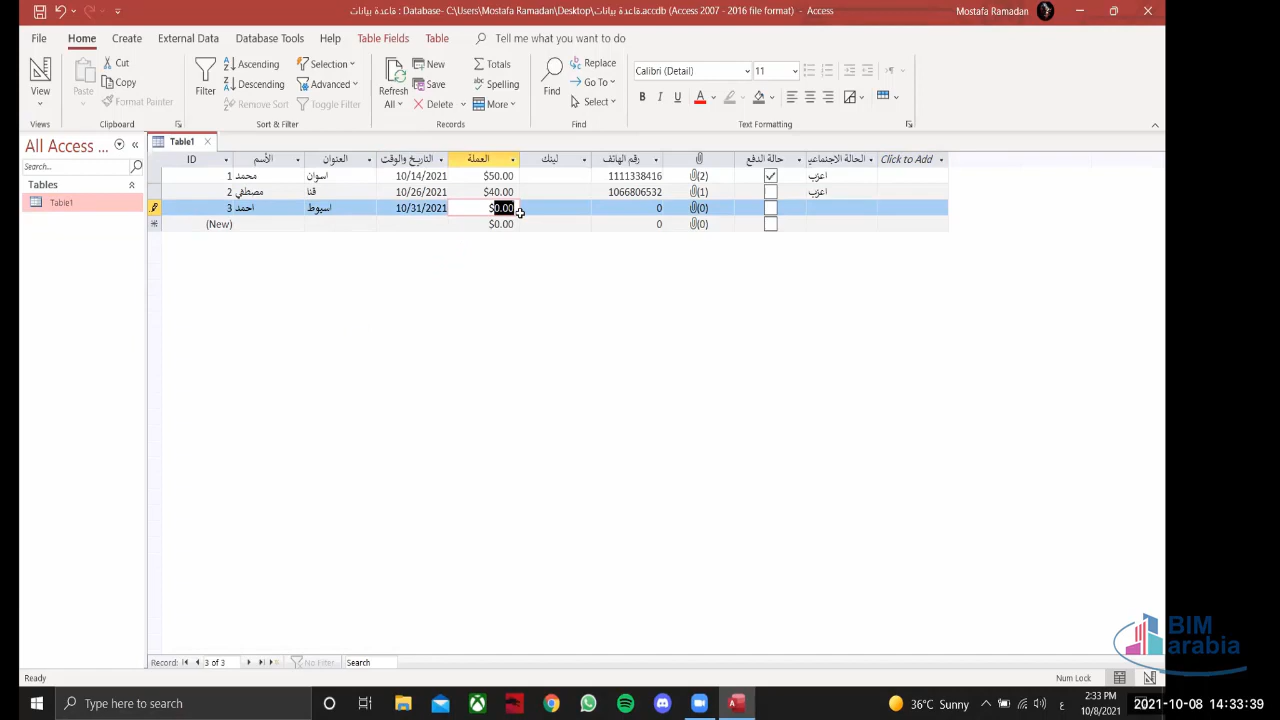 قاعدة بيانات : Database- C:\Users\Mostafa Ramadan\Desktop\قاعدة بيانات.accdb (Access 2007 - 2016 file format) - Access
Mostafa Ramadan
File Home Create External Data Database Tools Help Table Fields Table Tell me what you want to do
View
Views
Paste
Cut
Copy
Format Painter
Clipboard
Filter
Ascending
Descending
Remove Sort
Selection
Advanced
Toggle Filter
Sort & Filter
Refresh All
New
Save
Delete
Totals
Spelling
More
Records
Find
Replace
Go To
Select
Find
Calibri (Detail) 11
B I U A
Text Formatting
All Access ...
Search...
Tables
Table1
Table1
ID الأسم العنوان التاريخ والوقت العملة لينك رقم الهاتف حالة الدفع الحالة الاجتماعيـ Click to Add
1 محمد اسوان 10/14/2021 $50.00 1111338416 (2) اعزب
2 مصطفي قنا 10/26/2021 $40.00 1066806532 (1) اعزب
3 احمد اسيوط 10/31/2021 $0.00 0 (0)
(New) $0.00 0 (0)
Record: 3 of 3 No Filter Search
Ready
Num Lock
BIM
arabia
Type here to search
36°C Sunny
ع
2:33 PM
10/8/2021
2021-10-08 14:33:39